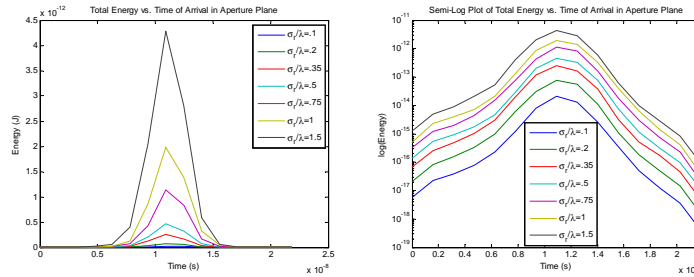 Total Energy vs. Time of Arrival in Aperture Plane
x 10^-12
4.5
4
3.5
3
2.5
2
1.5
1
0.5
0
Energy (J)
0
0.5
1
1.5
2
2.5
Time (s)
x 10^-8
σr/λ=.1
σr/λ=.2
σr/λ=.35
σr/λ=.5
σr/λ=.75
σr/λ=1
σr/λ=1.5
Semi-Log Plot of Total Energy vs. Time of Arrival in Aperture Plane
10^-11
10^-12
10^-13
10^-14
10^-15
10^-16
10^-17
10^-18
10^-19
log(Energy)
0
0.2
0.4
0.6
0.8
1
1.2
1.4
1.6
1.8
2
Time (s)
σr/λ=.1
σr/λ=.2
σr/λ=.35
σr/λ=.5
σr/λ=.75
σr/λ=1
σr/λ=1.5